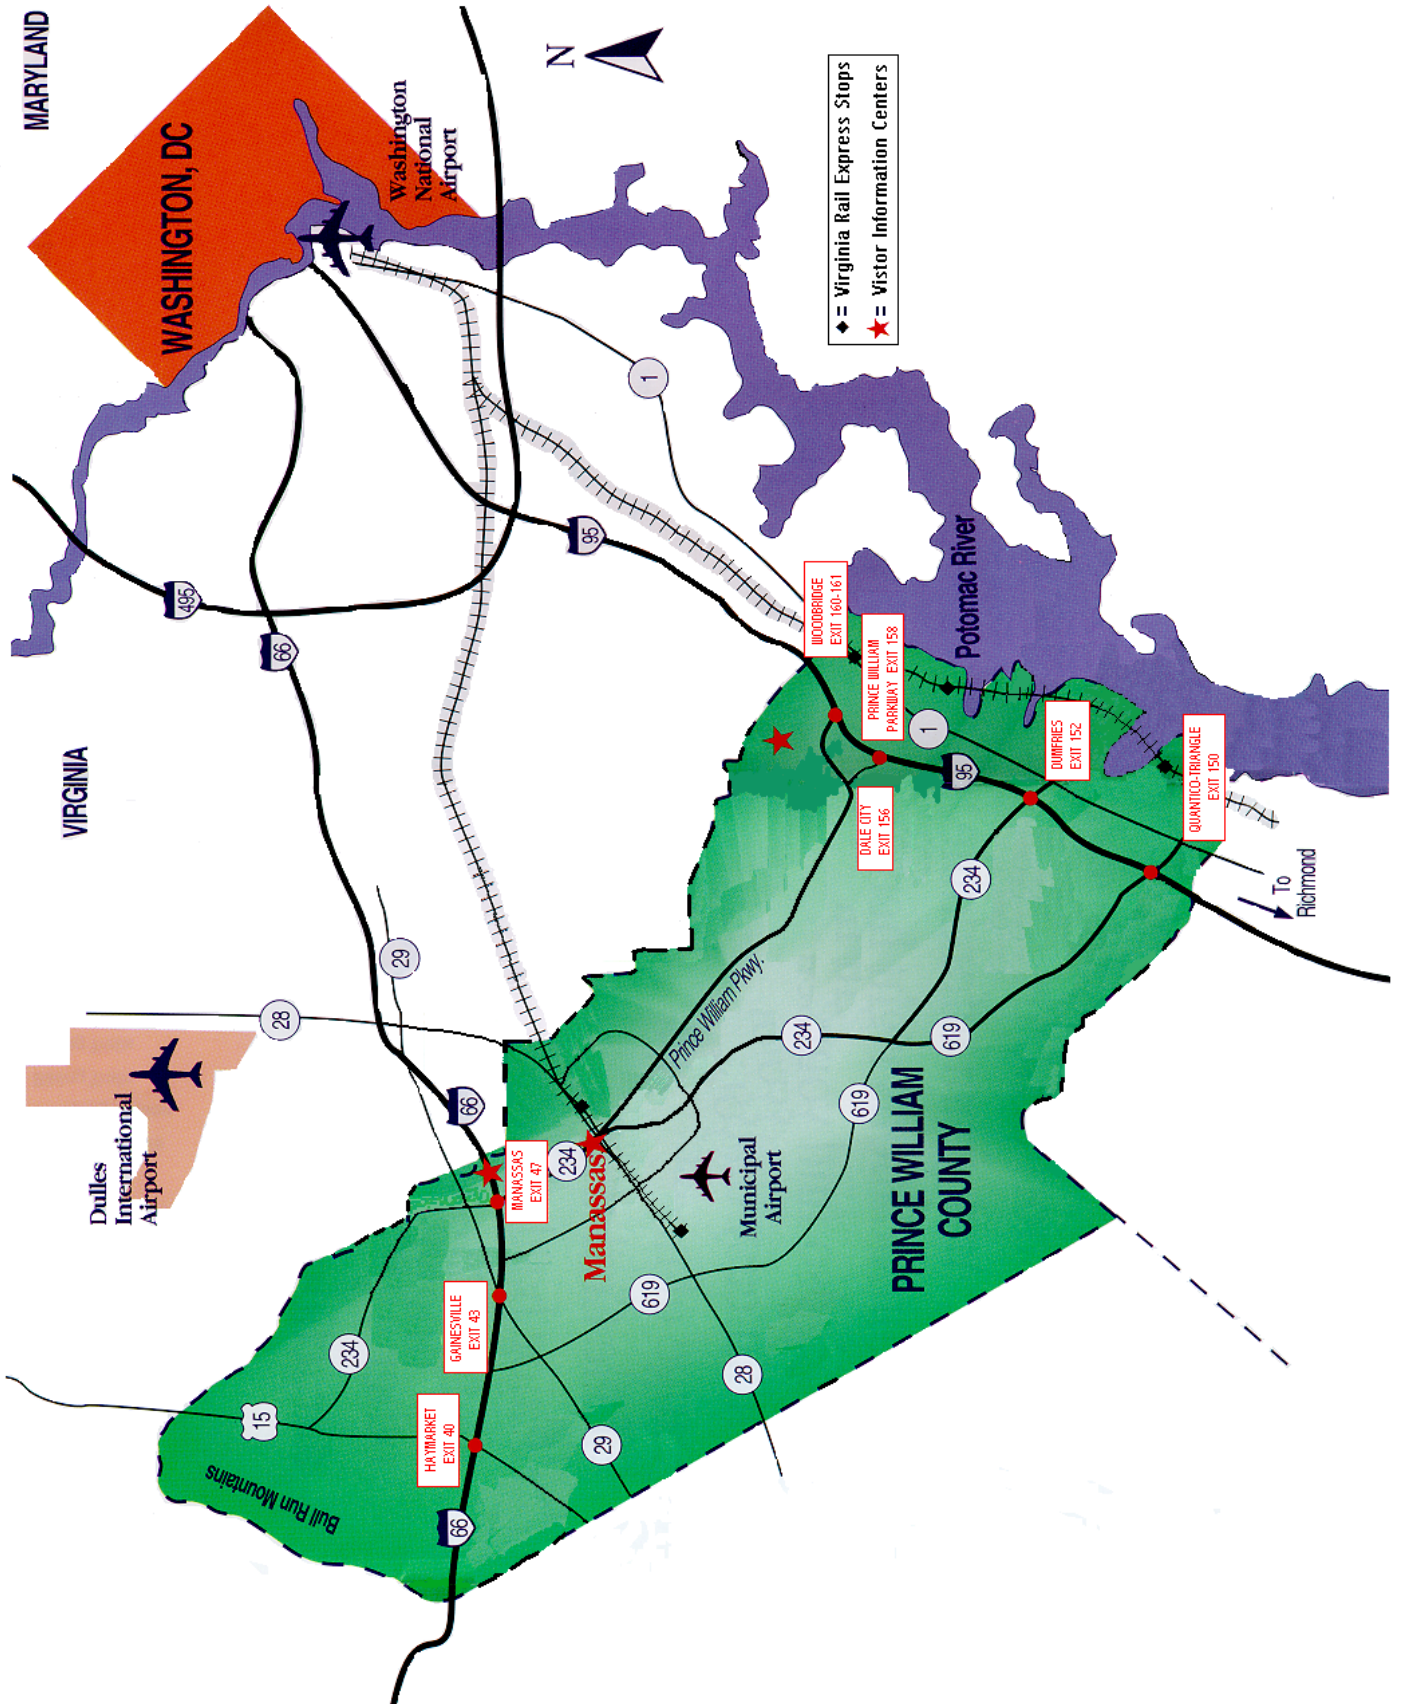 MARYLAND
WASHINGTON, DC
Washington
National
Airport
N
◆= Virginia Rail Express Stops
★= Vistor Information Centers
1
95
495
66
VIRGINIA
Potomac River
WOODBRIDGE
EXIT 160-161
PRINCE WILLIAM
PARKWAY EXIT 158
1
95
DUMFRIES
EXIT 152
QUANTICO-TRIANGLE
EXIT 150
DALE CITY
EXIT 156
234
To
Richmond
29
28
Prince William Pkwy.
234
619
619
Dulles
International
Airport
66
MANASSAS
EXIT 47
234
Manassas
Municipal
Airport
PRINCE WILLIAM
COUNTY
GAINESVILLE
EXIT 43
619
234
28
15
HAYMARKET
EXIT 40
29
Bull Run Mountains
66